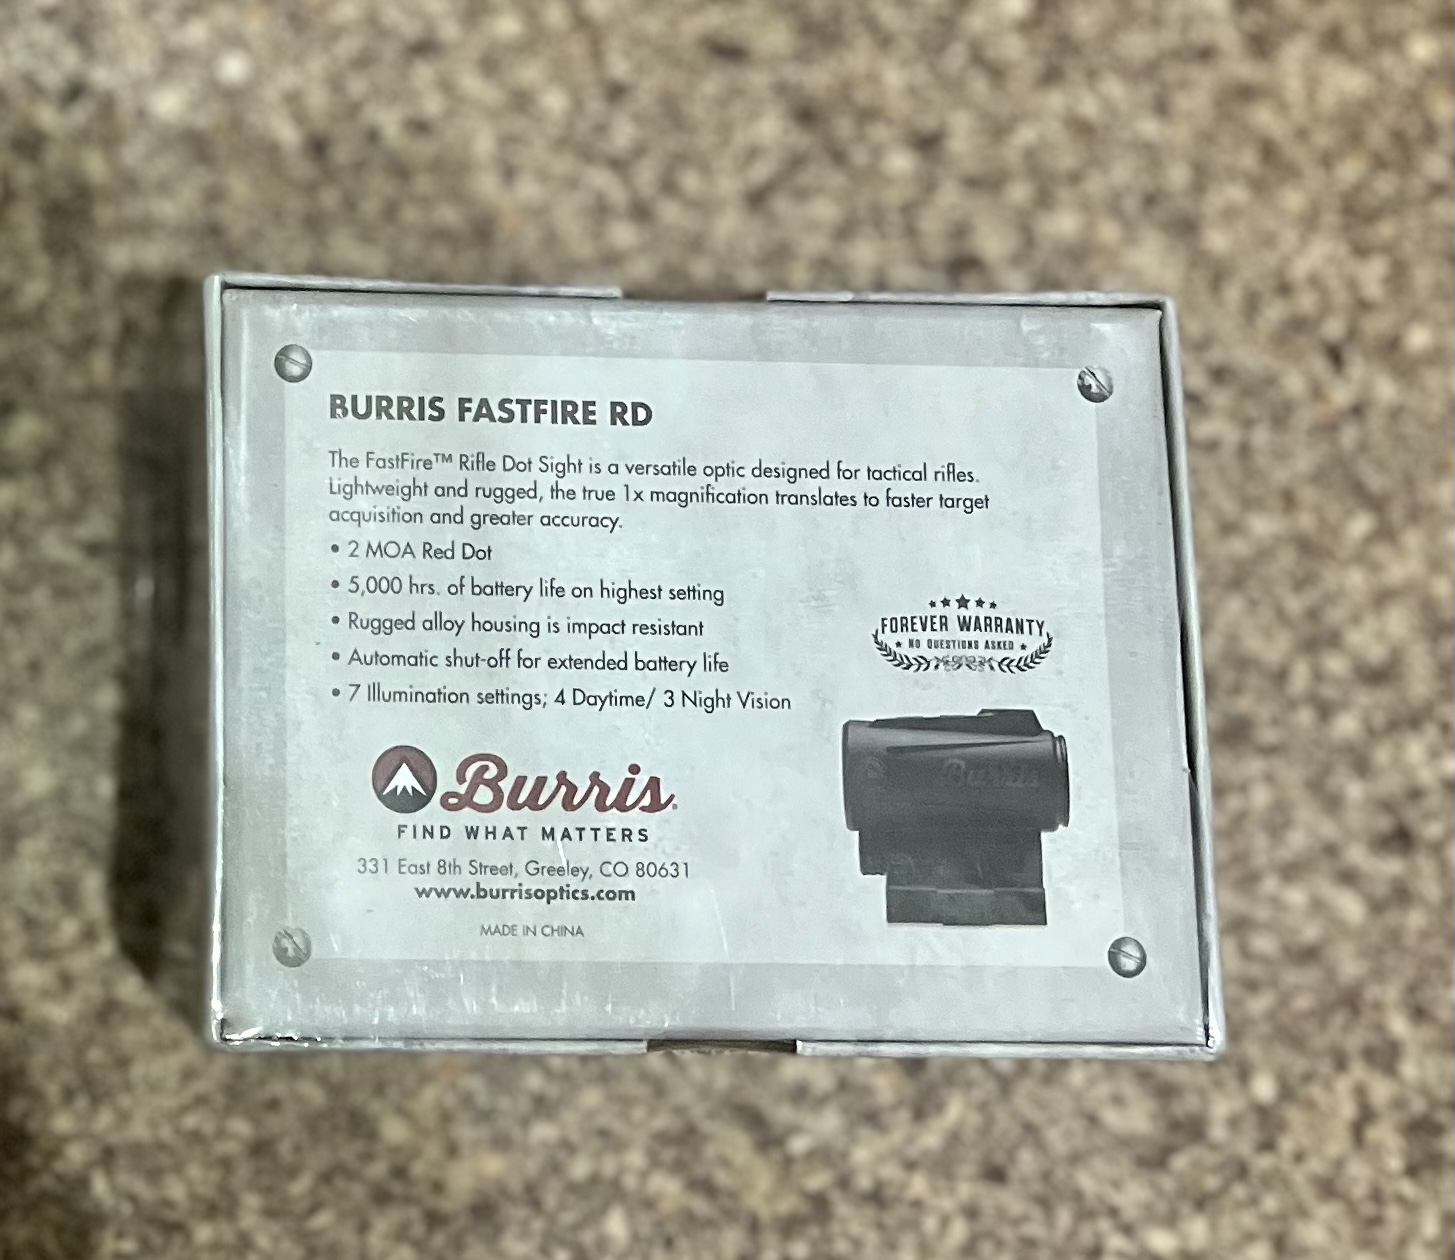 BURRIS FASTFIRE RD
The FastFire™ Rifle Dot Sight is a versatile optic designed for tactical rifles.
Lightweight and rugged, the true 1x magnification translates to faster target
acquisition and greater accuracy.
• 2 MOA Red Dot
• 5,000 hrs. of battery life on highest setting
• Rugged alloy housing is impact resistant
• Automatic shut-off for extended battery life
• 7 Illumination settings; 4 Daytime/ 3 Night Vision
FOREVER WARRANTY
NO QUESTIONS ASKED
Burris
Burris.
FIND WHAT MATTERS
331 East 8th Street, Greeley, CO 80631
www.burrisoptics.com
MADE IN CHINA